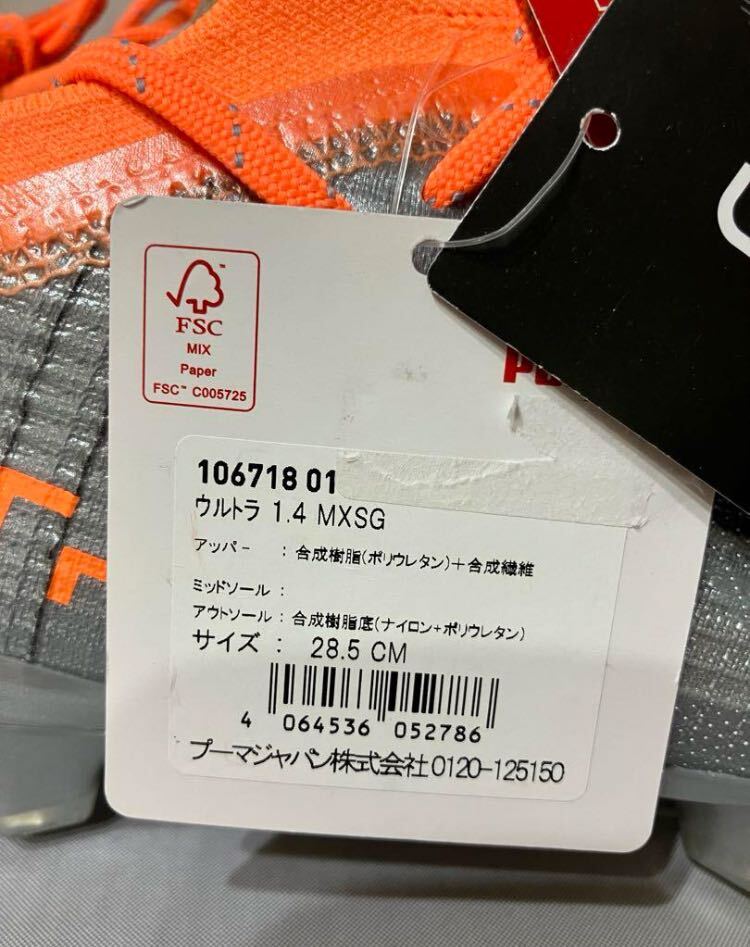 FSC
MIX
Paper
FSC™ C005725
106718 01
ウルトラ 1.4 MXSG
アッパー : 合成樹脂(ポリウレタン)+合成繊維
ミッドソール :
アウトソール : 合成樹脂底(ナイロン+ポリウレタン)
サイズ : 28.5 CM
4 064536 052786
プーマジャパン株式会社0120-125150